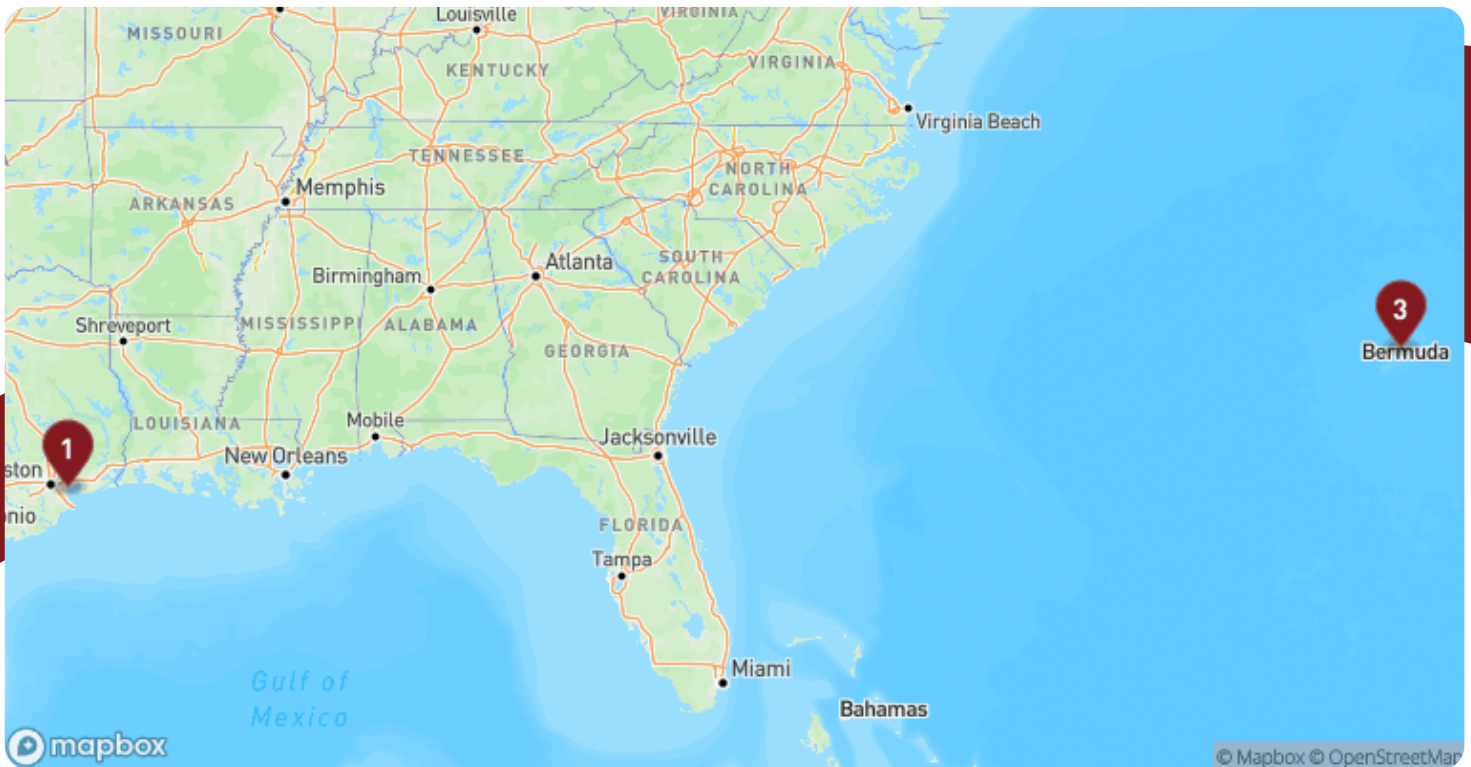 Louisville
VIRGINIA
MISSOURI
KENTUCKY
VIRGINIA
Virginia Beach
TENNESSEE
NORTH
CAROLINA
Memphis
ARKANSAS
Atlanta
SOUTH
CAROLINA
Birmingham
3
Shreveport
MISSISSIPPI
ALABAMA
GEORGIA
Bermuda
LOUISIANA
Mobile
1
Jacksonville
New Orleans
ston
onio
FLORIDA
Tampa
Miami
Gulf of
Mexico
Bahamas
mapbox
© Mapbox © OpenStreetMap